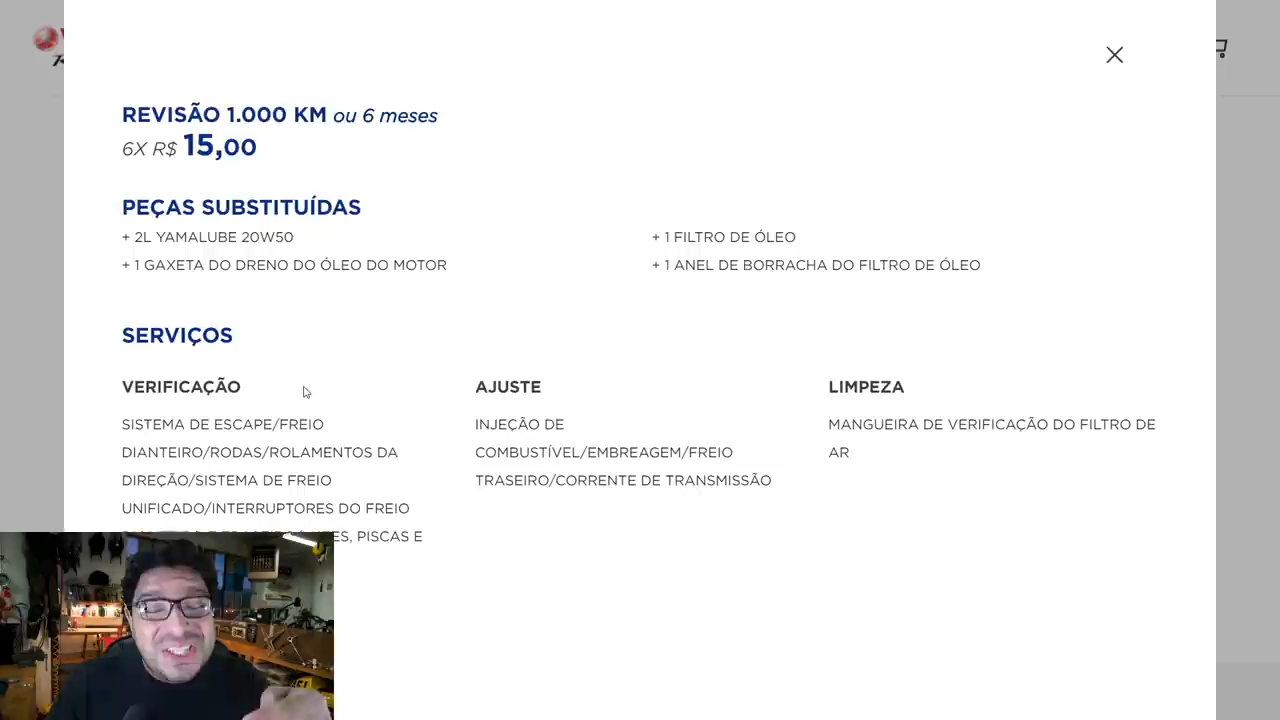 REVISÃO 1.000 KM ou 6 meses
6X R$ 15,00
PEÇAS SUBSTITUÍDAS
+ 2L YAMALUBE 20W50
+ 1 FILTRO DE ÓLEO
+ 1 GAXETA DO DRENO DO ÓLEO DO MOTOR
+ 1 ANEL DE BORRACHA DO FILTRO DE ÓLEO
SERVIÇOS
VERIFICAÇÃO
SISTEMA DE ESCAPE/FREIO
DIANTEIRO/RODAS/ROLAMENTOS DA
DIREÇÃO/SISTEMA DE FREIO
UNIFICADO/INTERRUPTORES DO FREIO
PISCAS E
AJUSTE
INJEÇÃO DE
COMBUSTÍVEL/EMBREAGEM/FREIO
TRASEIRO/CORRENTE DE TRANSMISSÃO
LIMPEZA
MANGUEIRA DE VERIFICAÇÃO DO FILTRO DE
AR